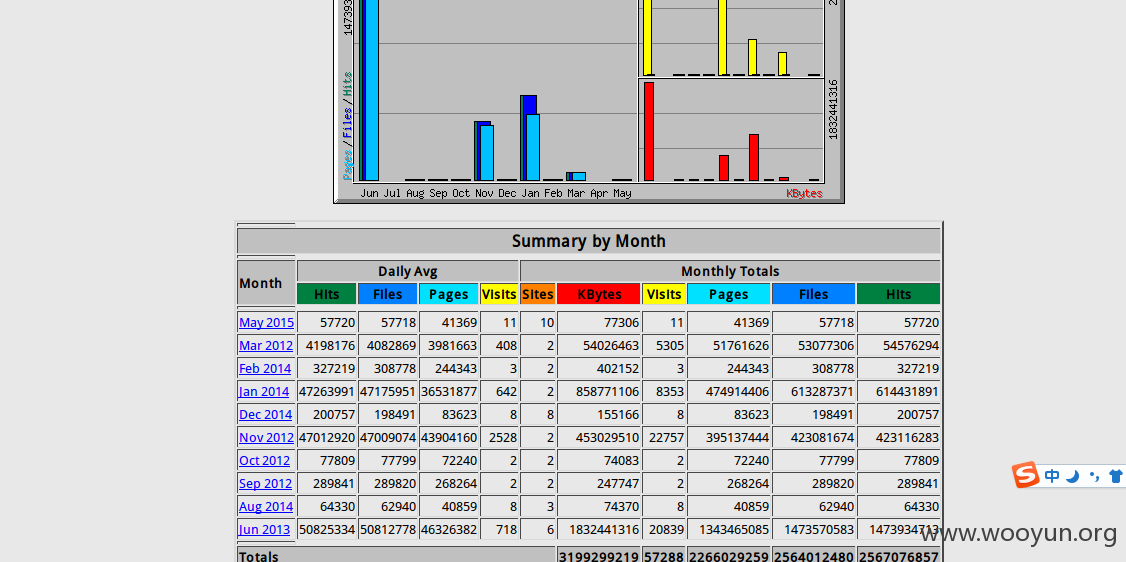 147393
2
1832441316
Pages / Files / Hits
Jun Jul Aug Sep Oct Nov Dec Jan Feb Mar Apr May
KBytes
Summary by Month
Month Daily Avg Monthly Totals
Hits Files Pages Visits Sites KBytes Visits Pages Files Hits
May 2015 57720 57718 41369 11 10 77306 11 41369 57718 57720
Mar 2012 4198176 4082869 3981663 408 2 54026463 5305 51761626 53077306 54576294
Feb 2014 327219 308778 244343 3 2 402152 3 244343 308778 327219
Jan 2014 47263991 47175951 36531877 642 2 858771106 8353 474914406 613287371 614431891
Dec 2014 200757 198491 83623 8 8 155166 8 83623 198491 200757
Nov 2012 47012920 47009074 43904160 2528 2 453029510 22757 395137444 423081674 423116283
Oct 2012 77809 77799 72240 2 2 74083 2 72240 77799 77809
Sep 2012 289841 289820 268264 2 2 247747 2 268264 289820 289841
Aug 2014 64330 62940 40859 8 3 74370 8 40859 62940 64330
Jun 2013 50825334 50812778 46326382 718 6 1832441316 20839 1343465085 1473570583 1473934713
Totals 3199299219 57288 2266029259 2564012480 2567076857
S 中
www.wooyun.org